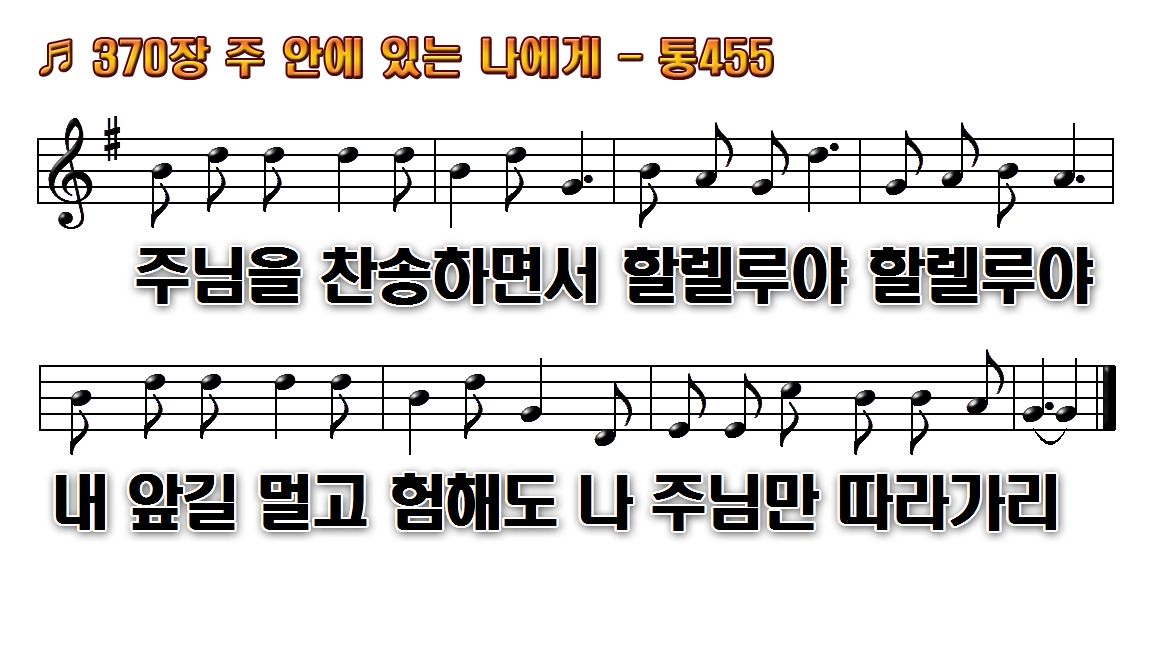 ♬ 370장 주 안에 있는 나에게 - 통455
주님을 찬송하면서 할렐루야 할렐루야
내 앞길 멀고 험해도 나 주님만 따라가리